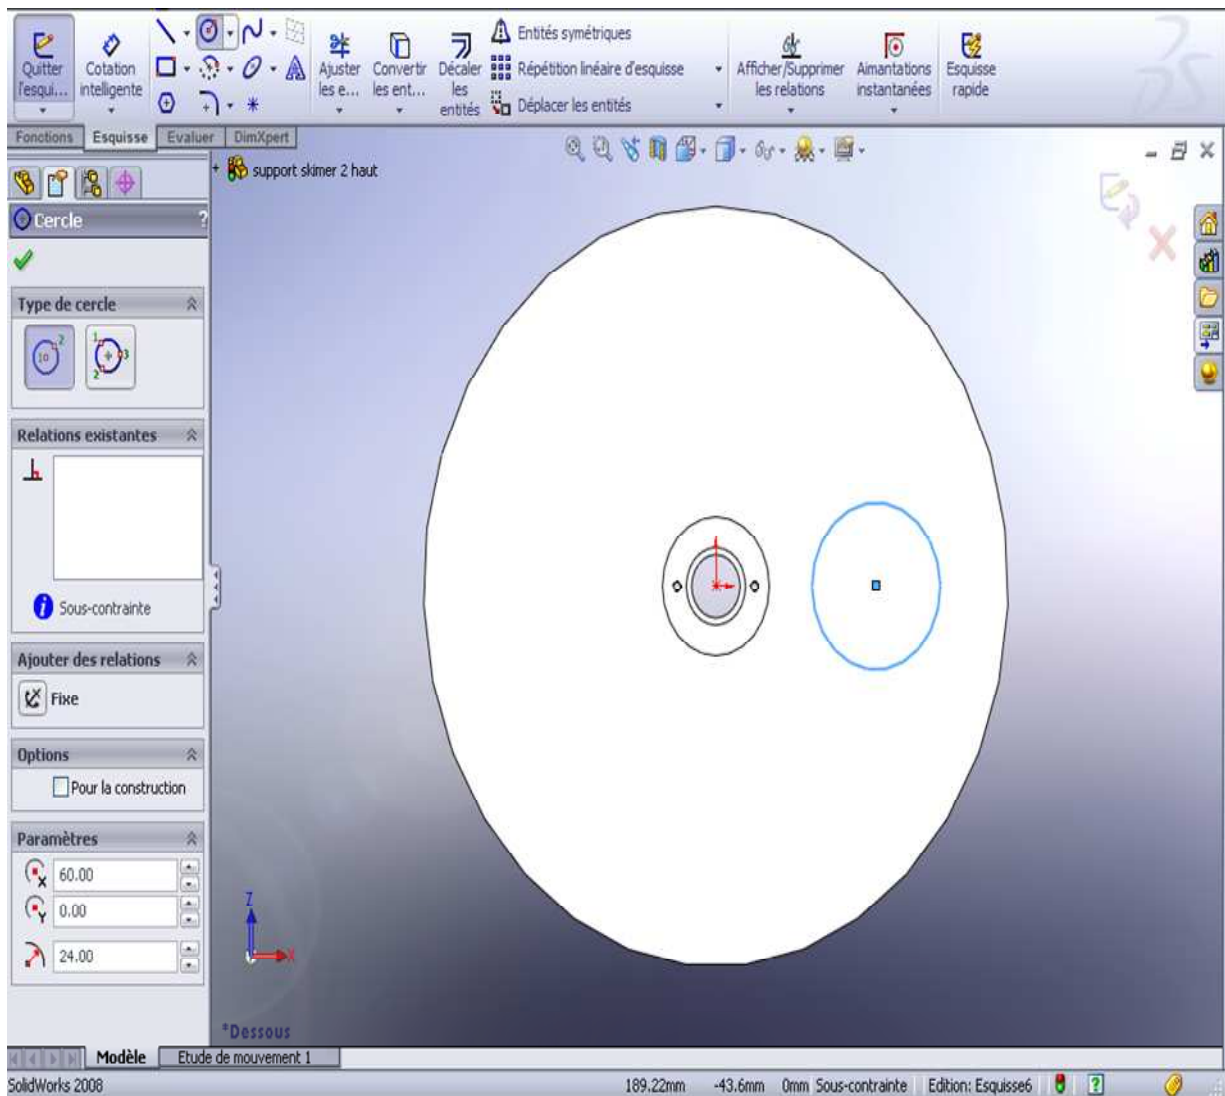 Quitter l'esqui...
Cotation intelligente
Ajuster les e...
Convertir les ent...
Décaler les entités
Entités symétriques
Répétition linéaire d'esquisse
Déplacer les entités
Afficher/Supprimer les relations
Aimantations instantanées
Esquisse rapide
Fonctions Esquisse Evaluer DimXpert
support skimer 2 haut
Cercle ?
Type de cercle
Relations existantes
Sous-contrainte
Ajouter des relations
Fixe
Options
Pour la construction
Paramètres
60.00
0.00
24.00
Z
X
*Dessous
Modèle Etude de mouvement 1
SolidWorks 2008 189.22mm -43.6mm 0mm Sous-contrainte Edition: Esquisse6